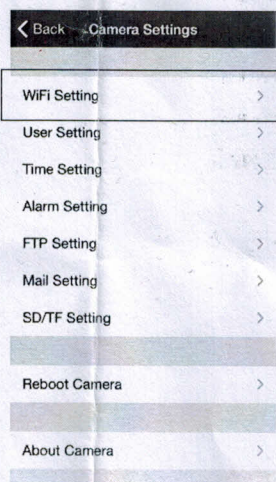 Back Camera Settings
WiFi Setting
User Setting
Time Setting
Alarm Setting
FTP Setting
Mail Setting
SD/TF Setting
Reboot Camera
About Camera